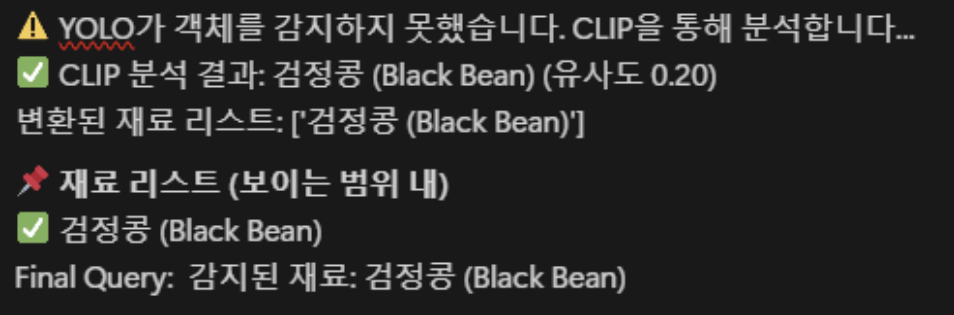 ⚠️ YOLO가 객체를 감지하지 못했습니다. CLIP을 통해 분석합니다...
✅ CLIP 분석 결과: 검정콩 (Black Bean) (유사도 0.20)
변환된 재료 리스트: ['검정콩 (Black Bean)']
📌 재료 리스트 (보이는 범위 내)
✅ 검정콩 (Black Bean)
Final Query: 감지된 재료: 검정콩 (Black Bean)